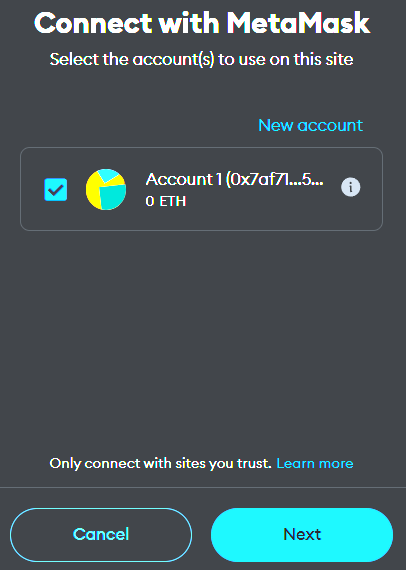 Connect with MetaMask
Select the account(s) to use on this site
New account
Account 1 (0x7af71...5...
0 ETH
Only connect with sites you trust. Learn more
Cancel
Next